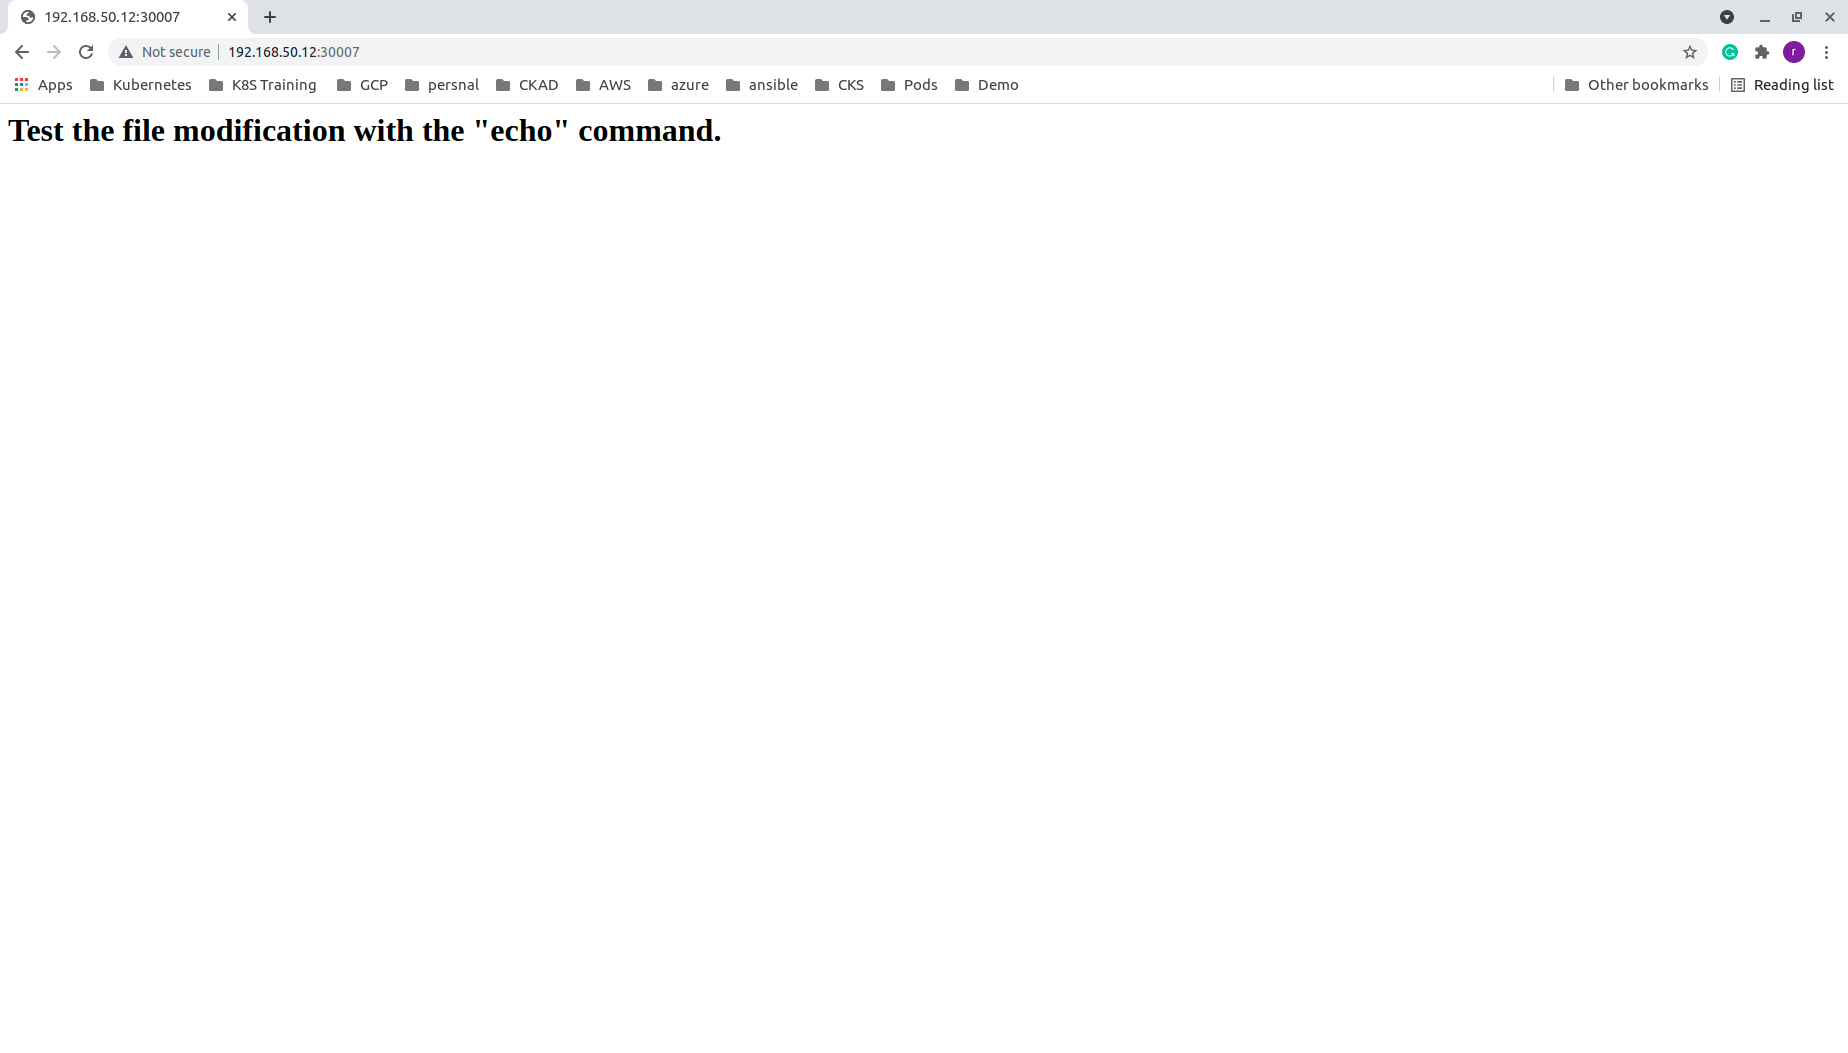 192.168.50.12:30007
Not secure 192.168.50.12:30007
r
Apps Kubernetes K8S Training GCP persnal CKAD AWS azure ansible CKS Pods Demo Other bookmarks Reading list
Test the file modification with the "echo" command.